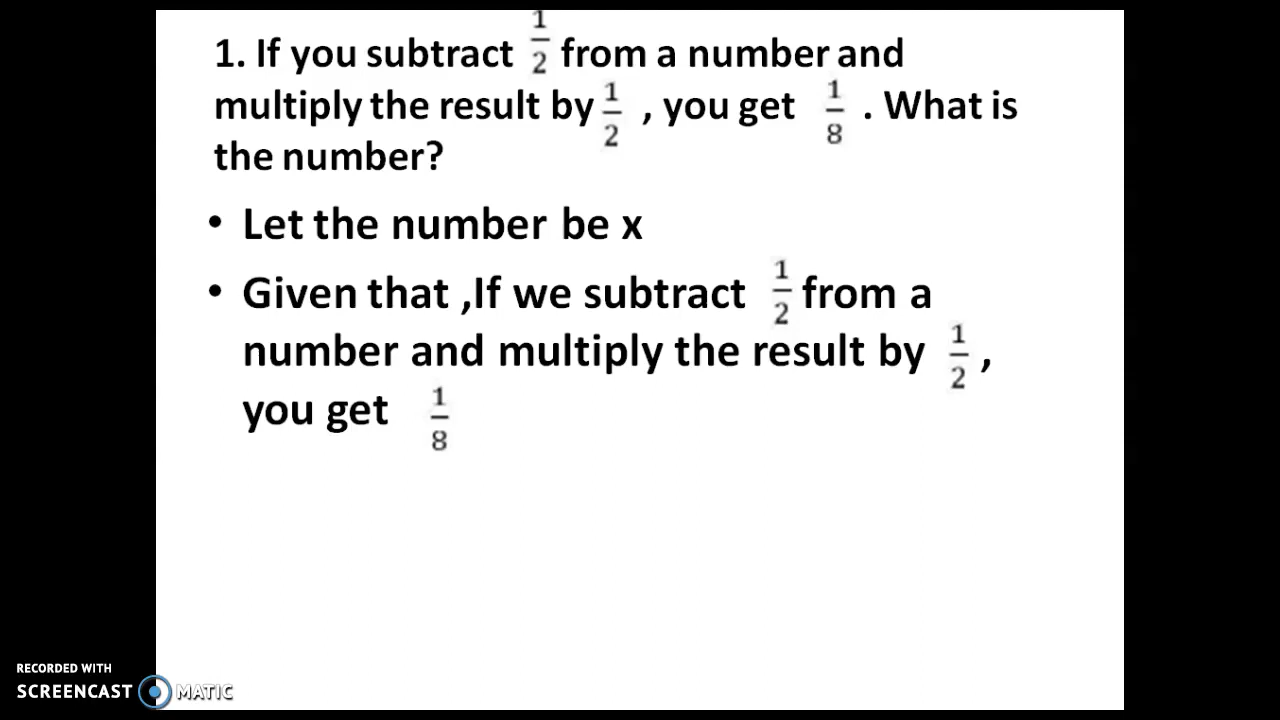 1. If you subtract 1/2 from a number and
multiply the result by 1/2 , you get 1/8 . What is
the number?
• Let the number be x
• Given that ,If we subtract 1/2 from a
number and multiply the result by 1/2 ,
you get 1/8
RECORDED WITH
SCREENCAST MATIC